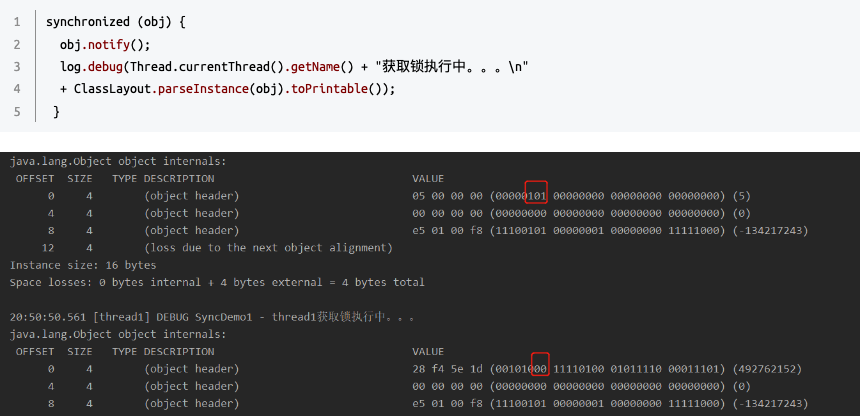 1 synchronized (obj) {
2 obj.notify();
3 log.debug(Thread.currentThread().getName() + "获取锁执行中。。。\n"
4 + ClassLayout.parseInstance(obj).toPrintable());
5 }
java.lang.Object object internals:
OFFSET SIZE TYPE DESCRIPTION VALUE
0 4 (object header) 05 00 00 00 (00000101 00000000 00000000 00000000) (5)
4 4 (object header) 00 00 00 00 (00000000 00000000 00000000 00000000) (0)
8 4 (object header) e5 01 00 f8 (11100101 00000001 00000000 11111000) (-134217243)
12 4 (loss due to the next object alignment)
Instance size: 16 bytes
Space losses: 0 bytes internal + 4 bytes external = 4 bytes total
20:50:50.561 [thread1] DEBUG SyncDemo1 - thread1获取锁执行中。。。
java.lang.Object object internals:
OFFSET SIZE TYPE DESCRIPTION VALUE
0 4 (object header) 28 f4 5e 1d (00101000 11110100 01011110 00011101) (492762152)
4 4 (object header) 00 00 00 00 (00000000 00000000 00000000 00000000) (0)
8 4 (object header) e5 01 00 f8 (11100101 00000001 00000000 11111000) (-134217243)